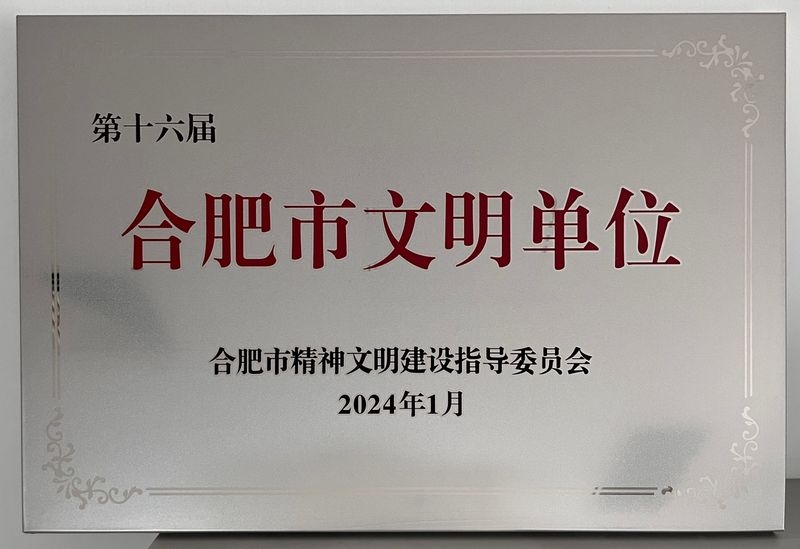 第十六届
合肥市文明单位
合肥市精神文明建设指导委员会
2024年1月